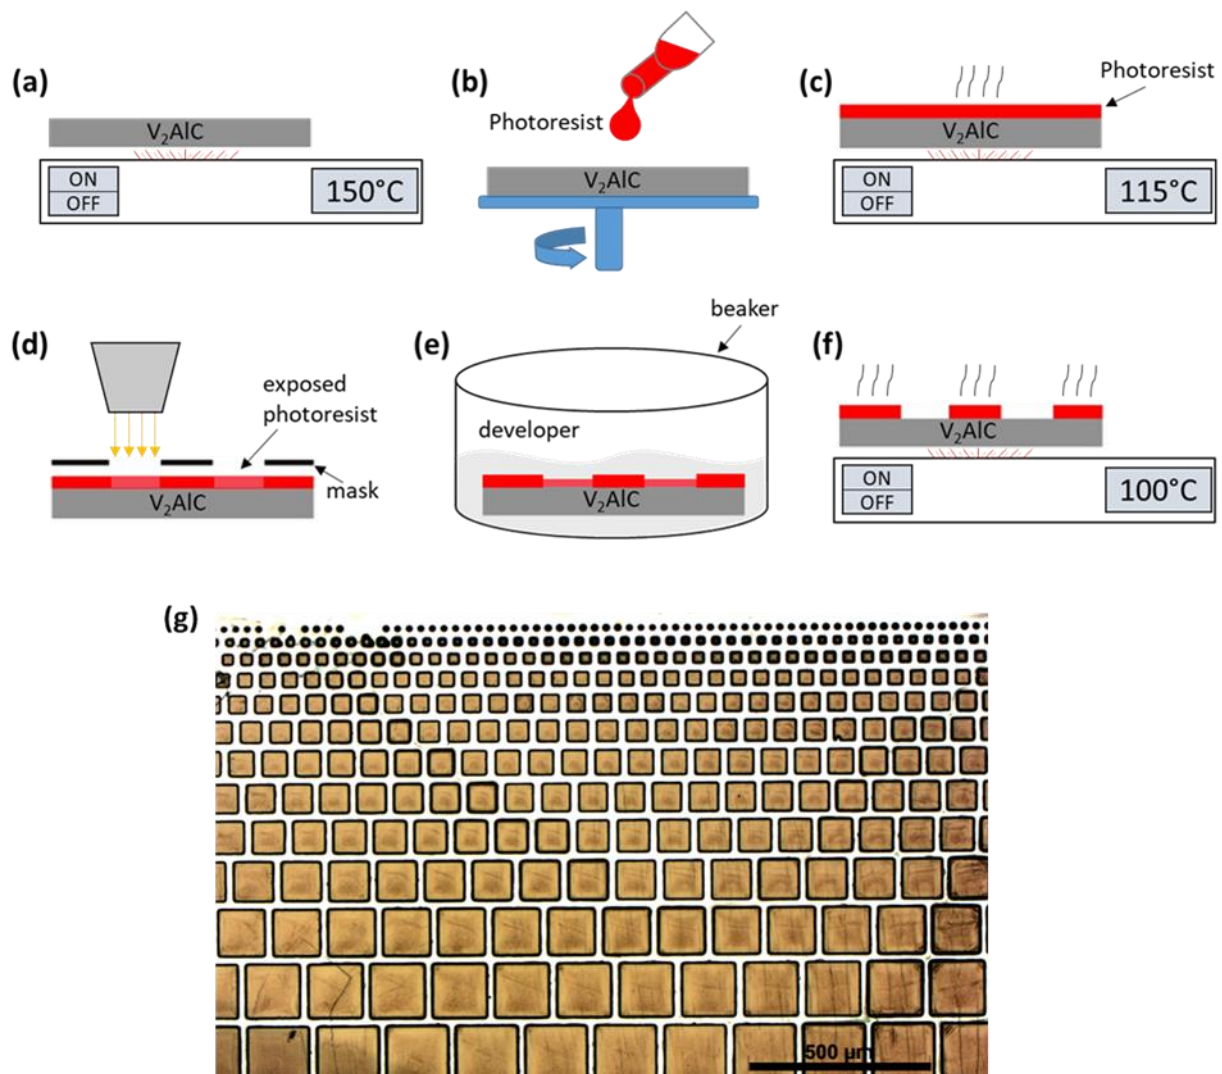 (a)
V₂AlC
ON
OFF
150°C
(b)
Photoresist
V₂AlC
(c)
Photoresist
V₂AlC
ON
OFF
115°C
(d)
exposed
photoresist
mask
V₂AlC
(e)
beaker
developer
V₂AlC
(f)
V₂AlC
ON
OFF
100°C
(g)
500 µm